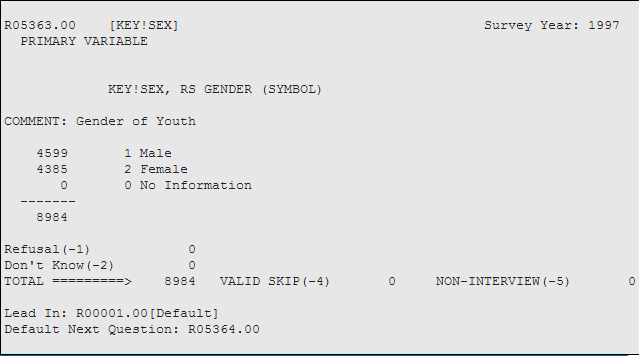 R05363.00 [KEY!SEX] Survey Year: 1997
PRIMARY VARIABLE
KEY!SEX, RS GENDER (SYMBOL)
COMMENT: Gender of Youth
4599 1 Male
4385 2 Female
0 0 No Information
-------
8984
Refusal(-1) 0
Don't Know(-2) 0
TOTAL =========> 8984 VALID SKIP(-4) 0 NON-INTERVIEW(-5) 0
Lead In: R00001.00[Default]
Default Next Question: R05364.00